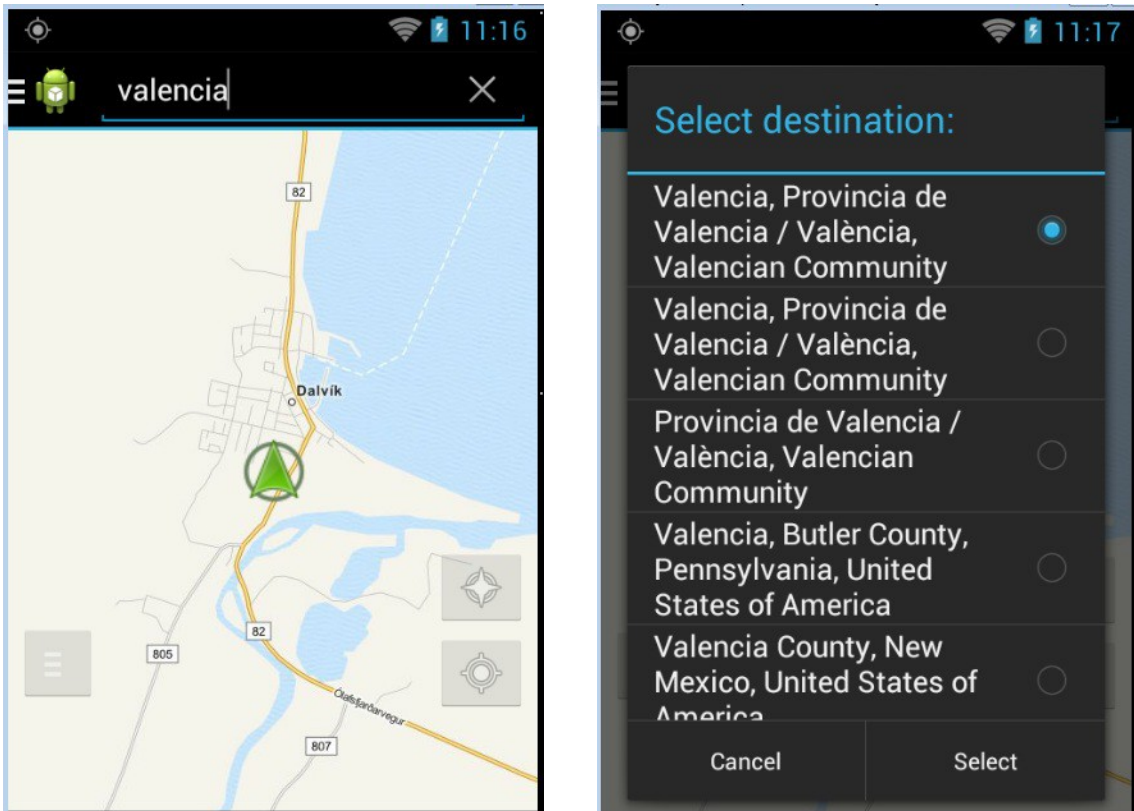 11:16
valencia
82
Dalvík
82
805
Ólafsfjarðarvegur
807
11:17
Select destination:
Valencia, Provincia de
Valencia / València,
Valencian Community
Valencia, Provincia de
Valencia / València,
Valencian Community
Provincia de Valencia /
València, Valencian
Community
Valencia, Butler County,
Pennsylvania, United
States of America
Valencia County, New
Mexico, United States of
America
Cancel
Select